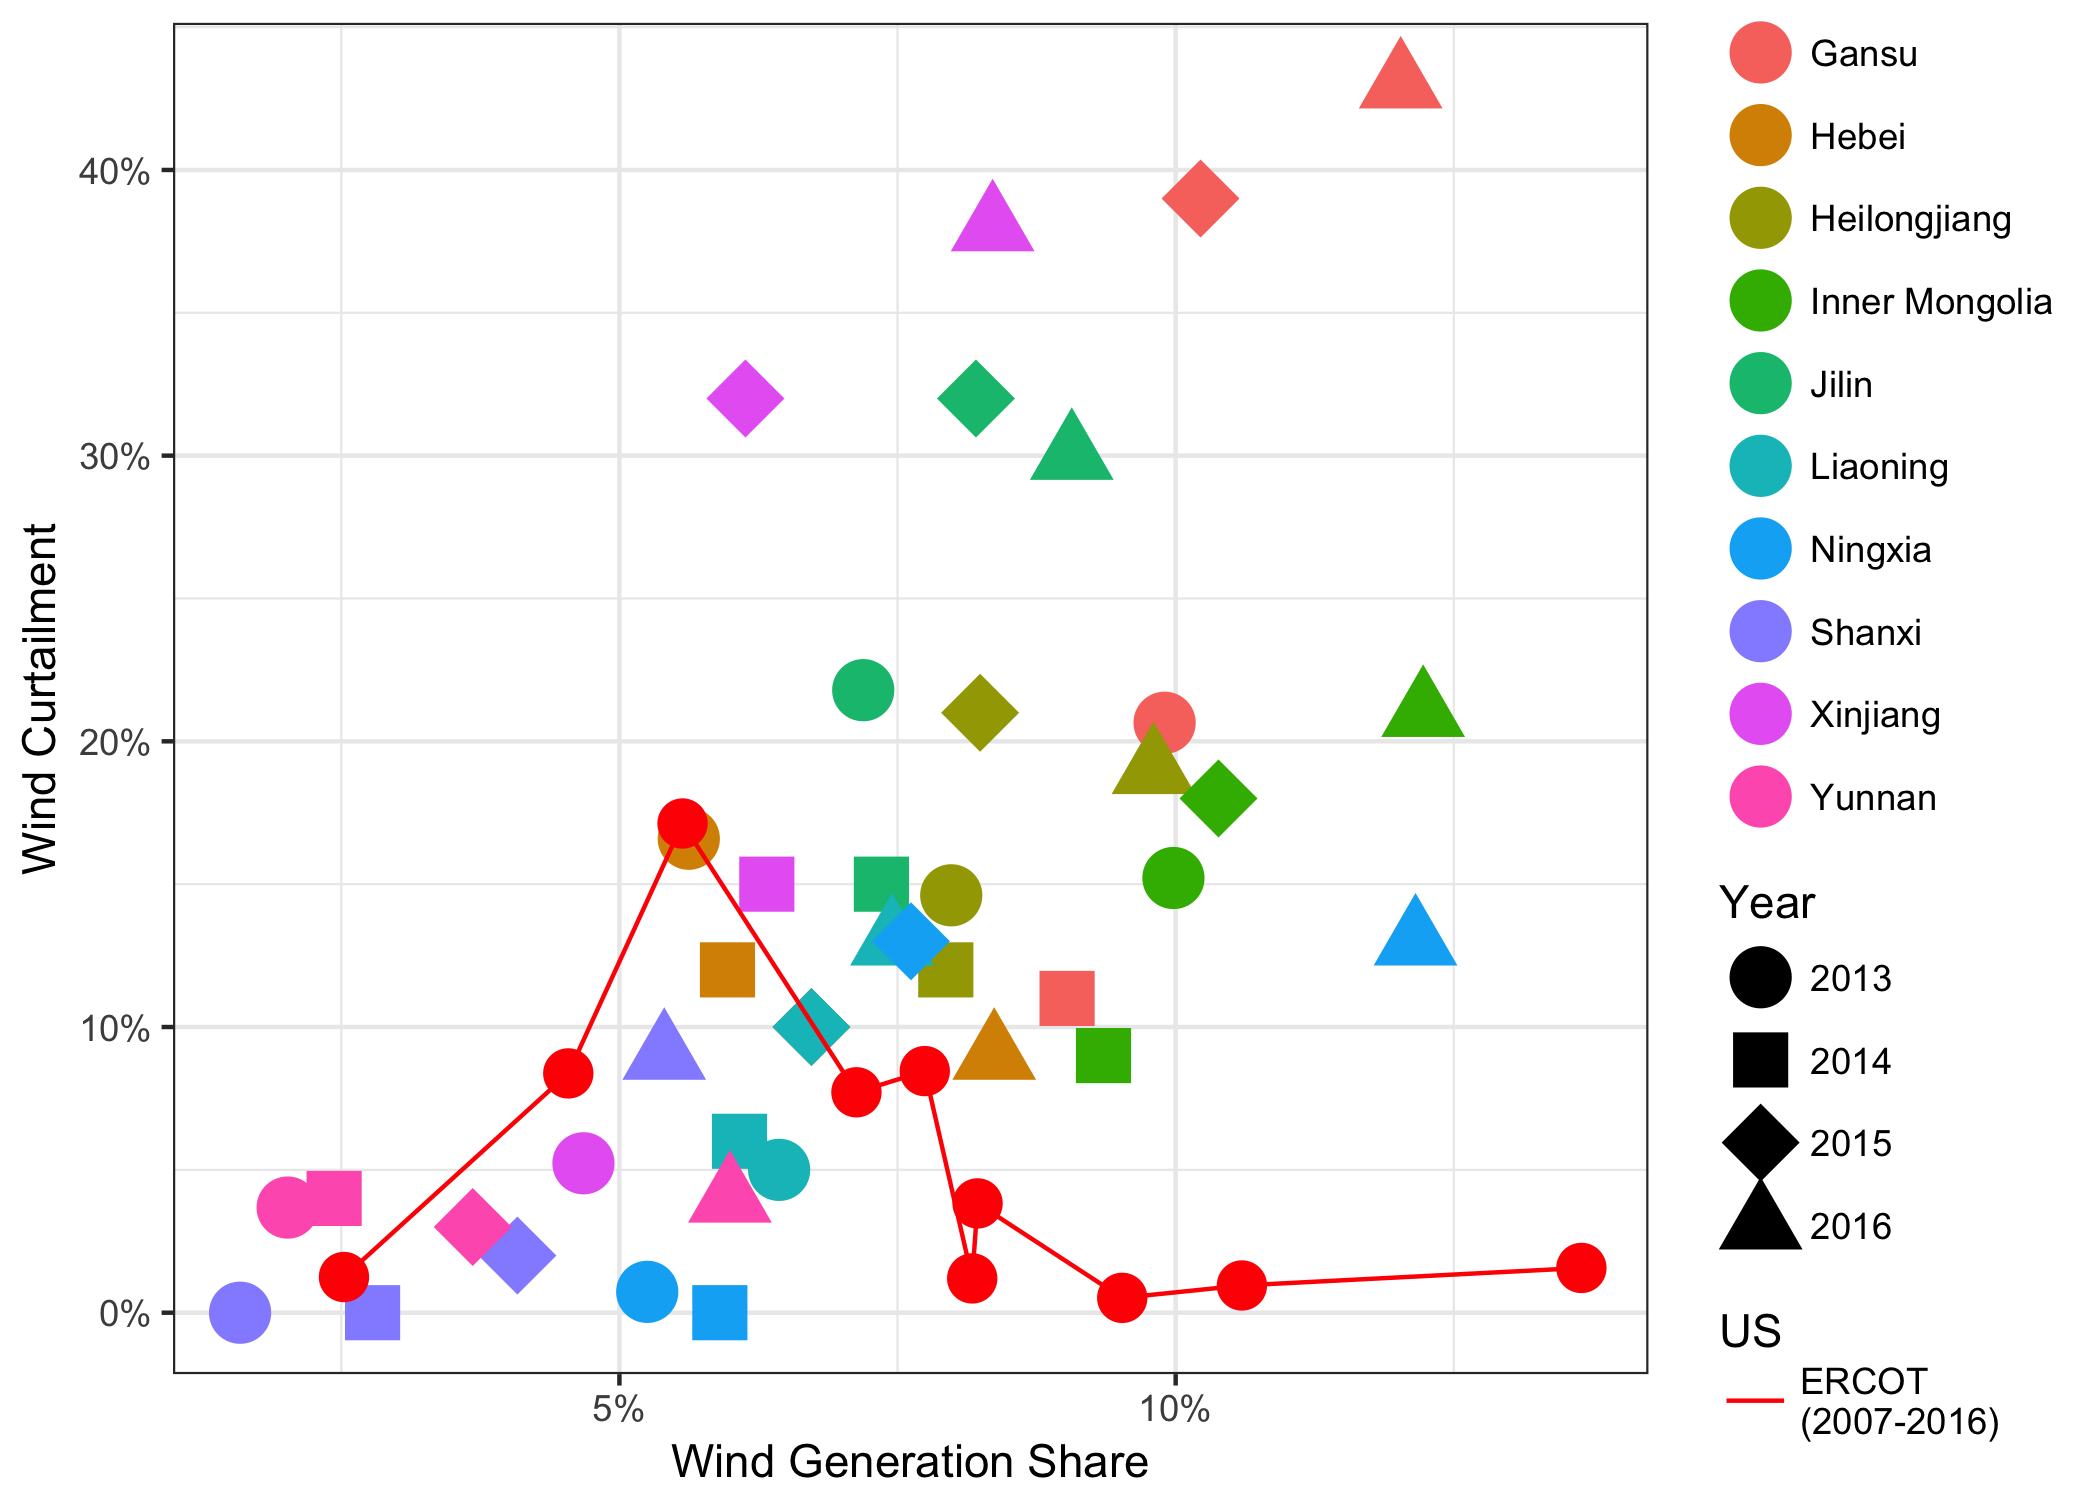 Wind Curtailment
40%
30%
20%
10%
0%
5%
10%
Wind Generation Share
Gansu
Hebei
Heilongjiang
Inner Mongolia
Jilin
Liaoning
Ningxia
Shanxi
Xinjiang
Yunnan
Year
2013
2014
2015
2016
US
ERCOT
(2007-2016)